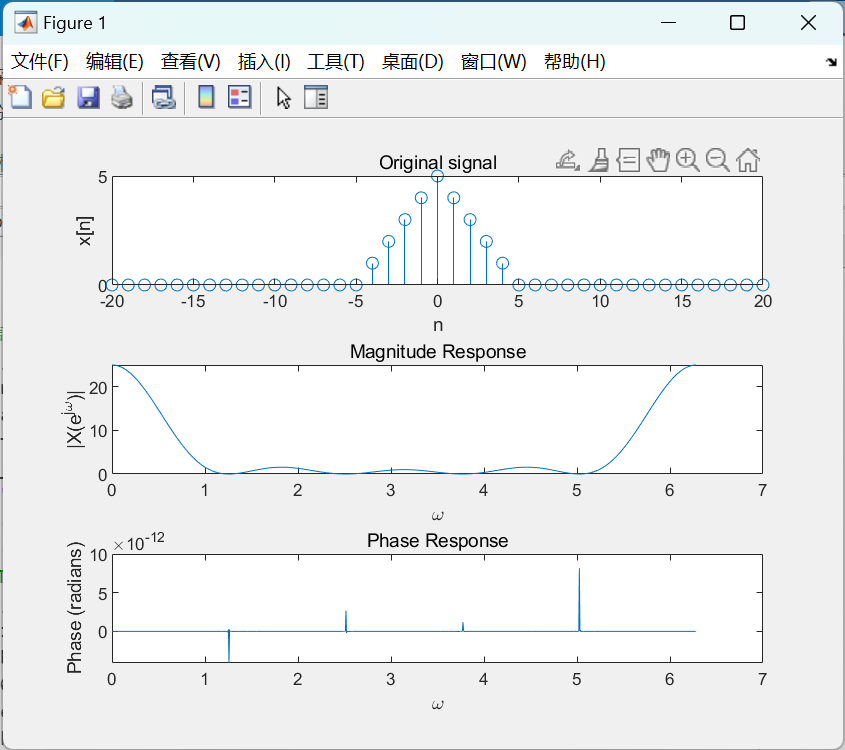 Figure 1
文件(F) 编辑(E) 查看(V) 插入(I) 工具(T) 桌面(D) 窗口(W) 帮助(H)
Original signal
5
0
x[n]
-20 -15 -10 -5 0 5 10 15 20
n
Magnitude Response
20
10
0
|X(e^jω)|
0 1 2 3 4 5 6 7
ω
Phase Response
×10^-12
10
5
0
Phase (radians)
0 1 2 3 4 5 6 7
ω